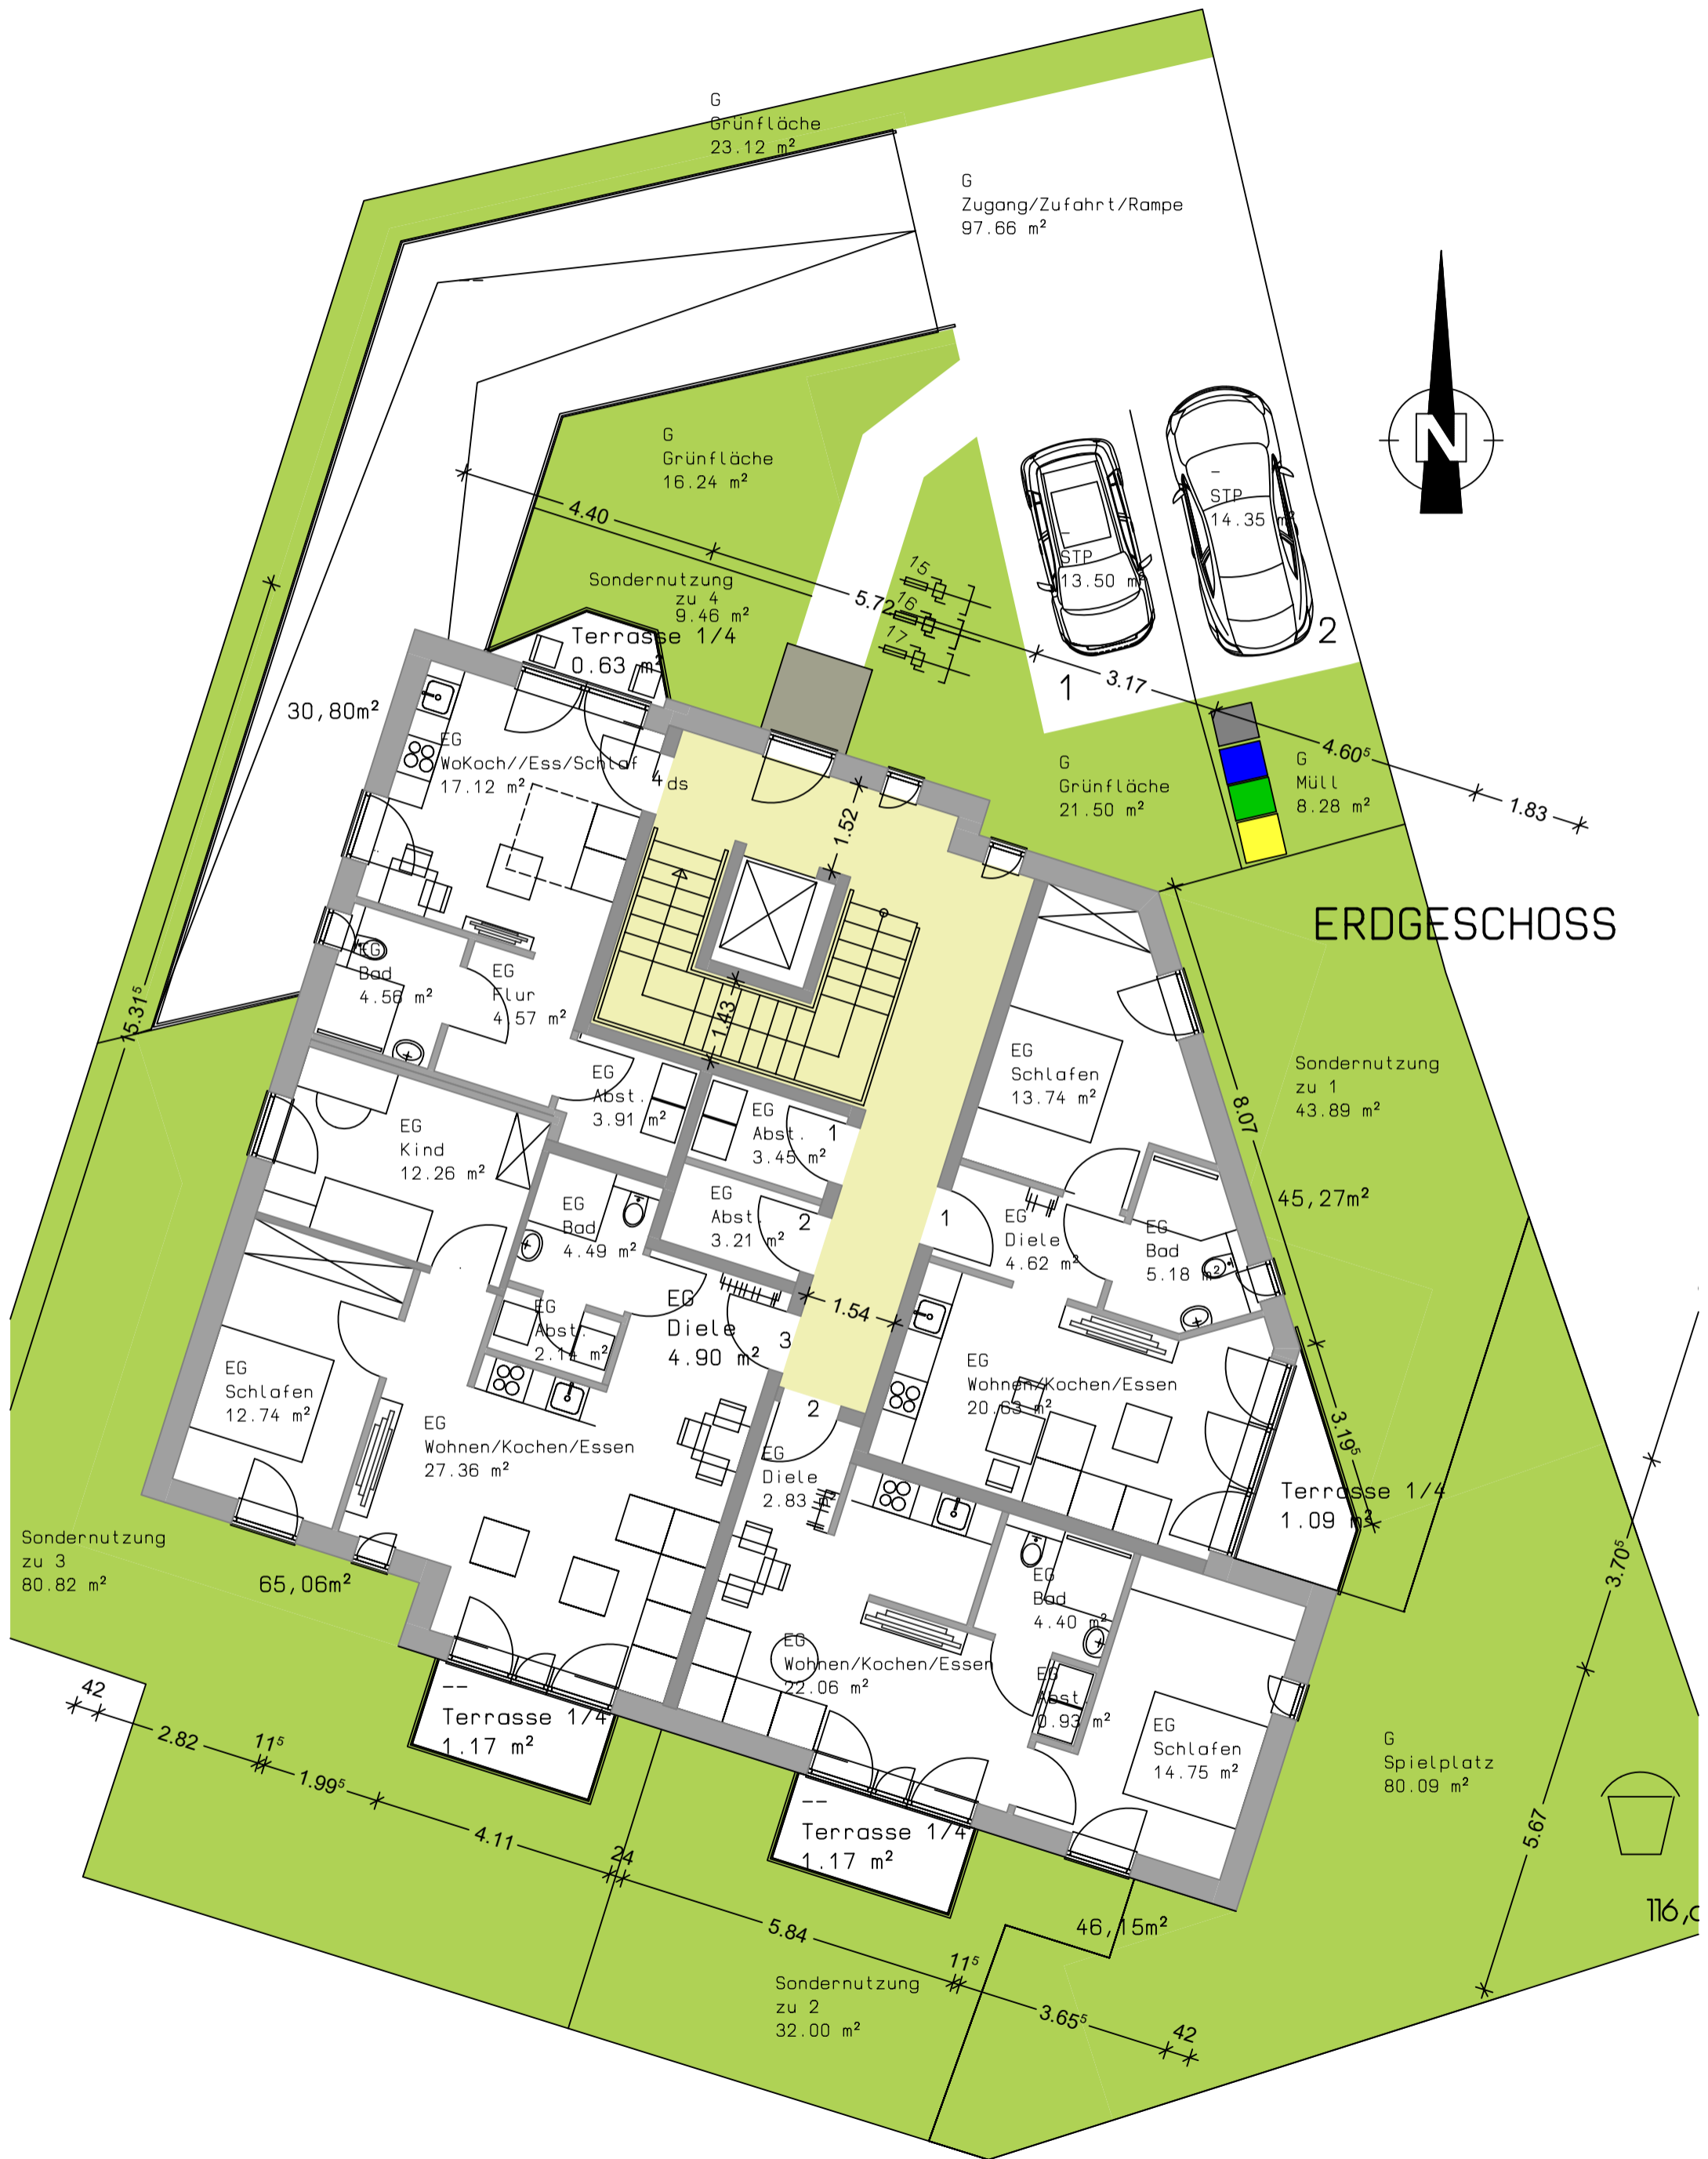 G
Grünfläche
23.12 m²
G
Zugang/Zufahrt/Rampe
97.66 m²
N
G
Grünfläche
16.24 m²
4.40
STP
14.35 m²
STP
13.50 m²
Sondernutzung
zu 4
9.46 m²
5.72
15
16
17
Terrasse 1/4
0.63 m²
2
1
3.17
30,80m²
EG
WoKoch//Ess/Schlaf
17.12 m²
4
ds
4.60⁵
1.83
G
Grünfläche
21.50 m²
G
Müll
8.28 m²
1.52
ERDGESCHOSS
EG
Bad
4.56 m²
EG
Flur
4.57 m²
15.31⁵
1.43
EG
Schlafen
13.74 m²
Sondernutzung
zu 1
43.89 m²
8.07
EG
Abst.
3.91 m²
EG
Abst.
3.45 m²
1
EG
Kind
12.26 m²
EG
Bad
4.49 m²
EG
Abst.
3.21 m²
2
1
EG
Diele
4.62 m²
EG
Bad
5.18 m²
45,27m²
EG
Abst.
2.14 m²
EG
Diele
4.90 m²
3
1.54
EG
Schlafen
12.74 m²
EG
Wohnen/Kochen/Essen
20.63 m²
2
EG
Wohnen/Kochen/Essen
27.36 m²
EG
Diele
2.83 m²
3.19⁵
Terrasse 1/4
1.09 m²
Sondernutzung
zu 3
80.82 m²
65,06m²
3.70⁵
EG
Bad
4.40 m²
EG
Wohnen/Kochen/Essen
22.06 m²
EG
Abst.
0.93 m²
EG
Schlafen
14.75 m²
G
Spielplatz
80.09 m²
Terrasse 1/4
1.17 m²
Terrasse 1/4
1.17 m²
42
2.82
11⁵
1.99⁵
4.11
24
5.84
11⁵
3.65⁵
42
5.67
46,15m²
116,
Sondernutzung
zu 2
32.00 m²